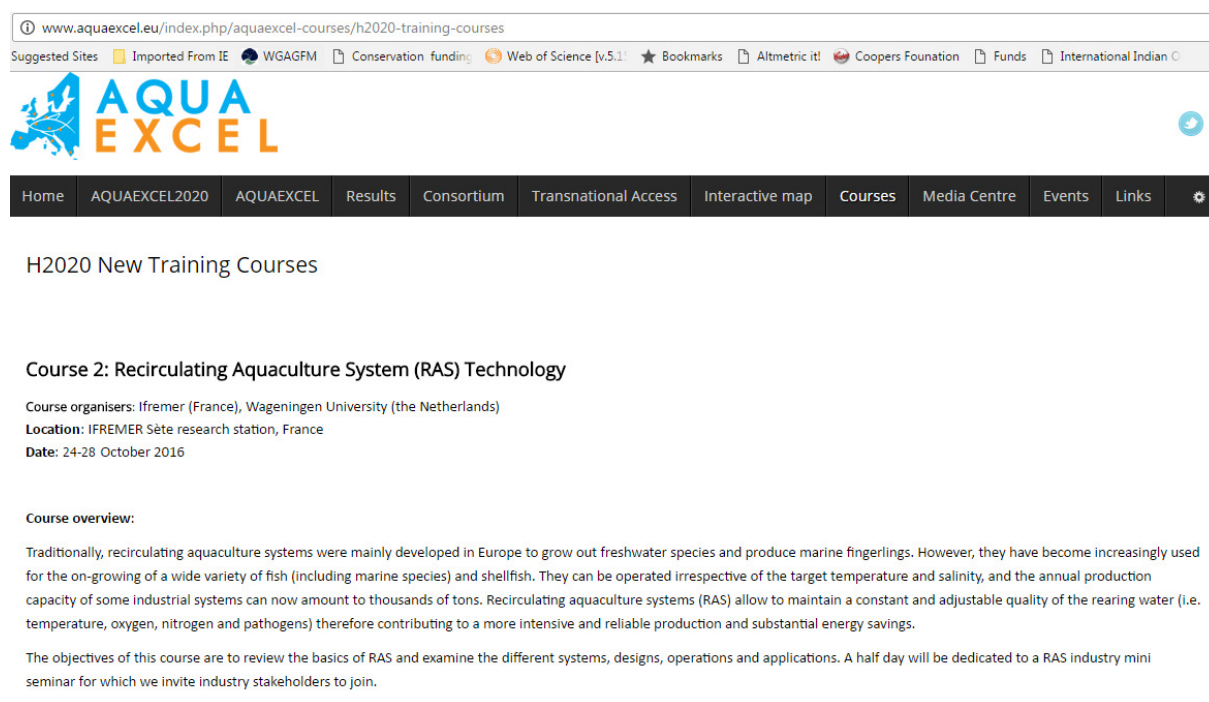 www.aquaexcel.eu/index.php/aquaexcel-courses/h2020-training-courses
Suggested Sites Imported From IE WGAGFM Conservation funding Web of Science [v.5.1 Bookmarks Altmetric it! Coopers Founation Funds International Indian O
AQUA
EXCEL
Home AQUAEXCEL2020 AQUAEXCEL Results Consortium Transnational Access Interactive map Courses Media Centre Events Links
H2020 New Training Courses
Course 2: Recirculating Aquaculture System (RAS) Technology
Course organisers: Ifremer (France), Wageningen University (the Netherlands)
Location: IFREMER Sète research station, France
Date: 24-28 October 2016
Course overview:
Traditionally, recirculating aquaculture systems were mainly developed in Europe to grow out freshwater species and produce marine fingerlings. However, they have become increasingly used
for the on-growing of a wide variety of fish (including marine species) and shellfish. They can be operated irrespective of the target temperature and salinity, and the annual production
capacity of some industrial systems can now amount to thousands of tons. Recirculating aquaculture systems (RAS) allow to maintain a constant and adjustable quality of the rearing water (i.e.
temperature, oxygen, nitrogen and pathogens) therefore contributing to a more intensive and reliable production and substantial energy savings.
The objectives of this course are to review the basics of RAS and examine the different systems, designs, operations and applications. A half day will be dedicated to a RAS industry mini
seminar for which we invite industry stakeholders to join.